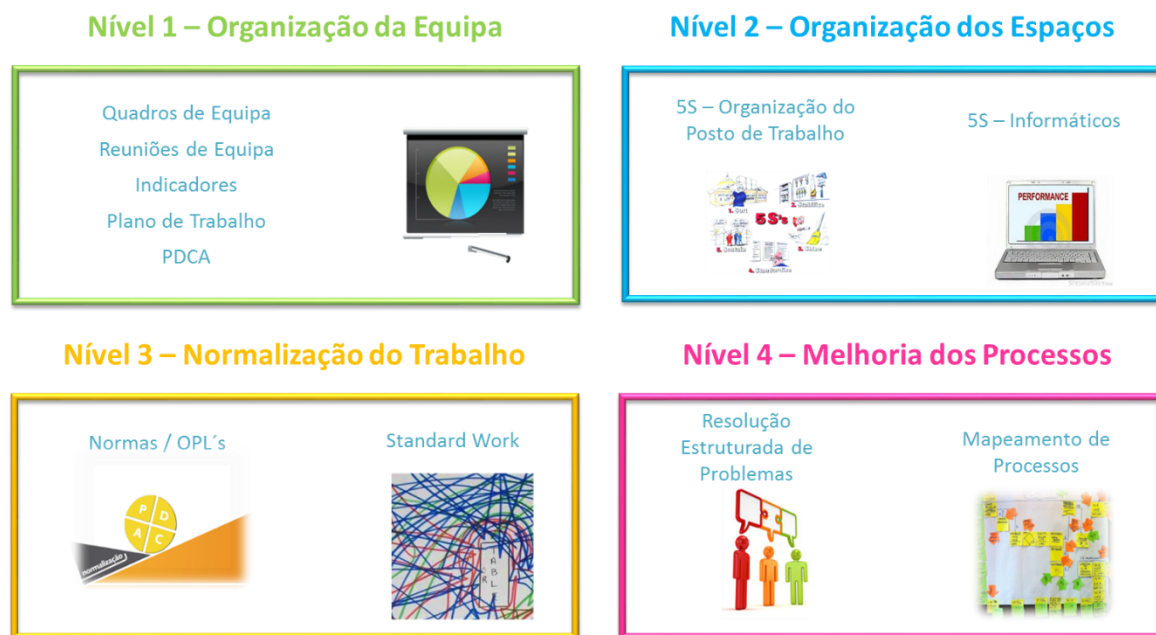 Nível 1 – Organização da Equipa
Quadros de Equipa
Reuniões de Equipa
Indicadores
Plano de Trabalho
PDCA
Nível 2 – Organização dos Espaços
5S – Organização do
Posto de Trabalho
5S's
5S – Informáticos
PERFORMANCE
Nível 3 – Normalização do Trabalho
Normas / OPL´s
P D
A C
normalização
Standard Work
Nível 4 – Melhoria dos Processos
Resolução
Estruturada de
Problemas
Mapeamento de
Processos